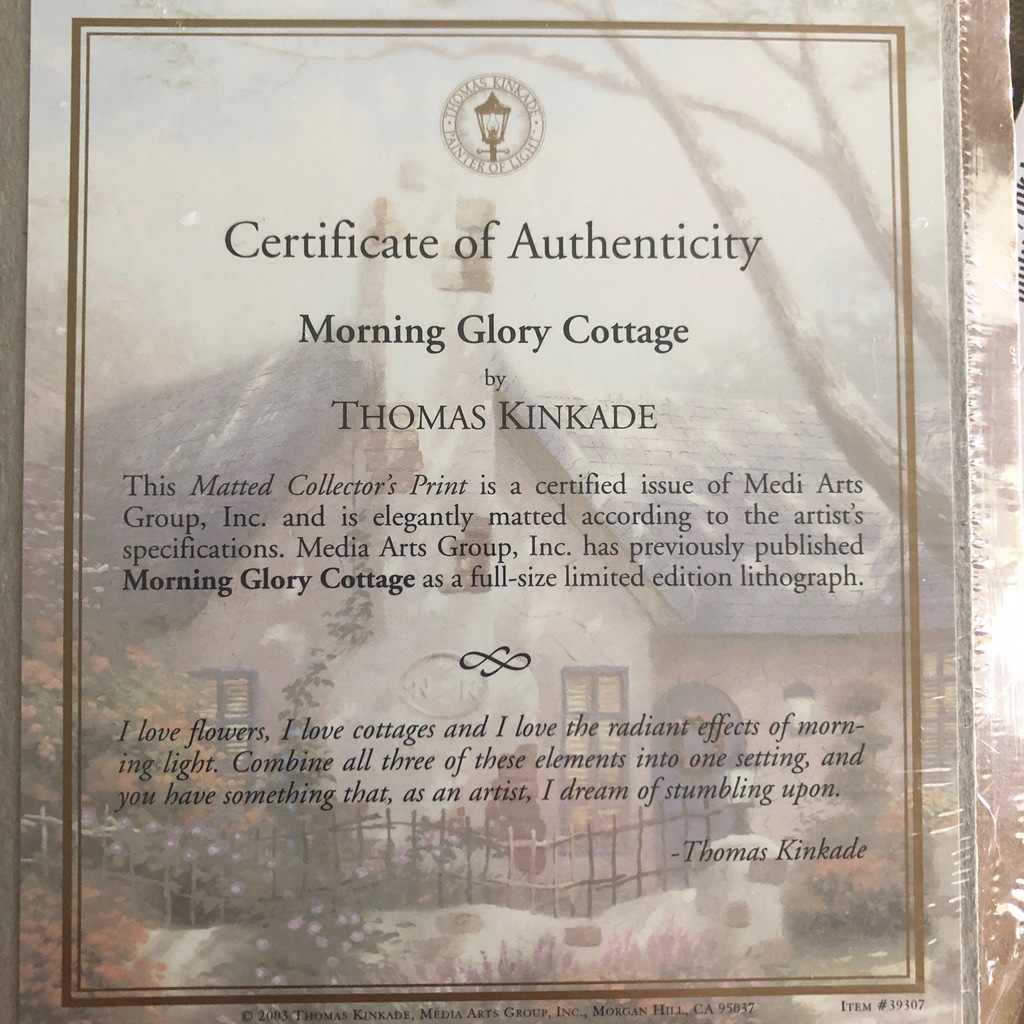 THOMAS KINKADE
PAINTER OF LIGHT
Certificate of Authenticity
Morning Glory Cottage
by
THOMAS KINKADE
This Matted Collector's Print is a certified issue of Medi Arts
Group, Inc. and is elegantly matted according to the artist's
specifications. Media Arts Group, Inc. has previously published
Morning Glory Cottage as a full-size limited edition lithograph.
I love flowers, I love cottages and I love the radiant effects of morn-
ing light. Combine all three of these elements into one setting, and
you have something that, as an artist, I dream of stumbling upon.
-Thomas Kinkade
© 2003 THOMAS KINKADE, MEDIA ARTS GROUP, INC., MORGAN HILL, CA 95037
ITEM #39307